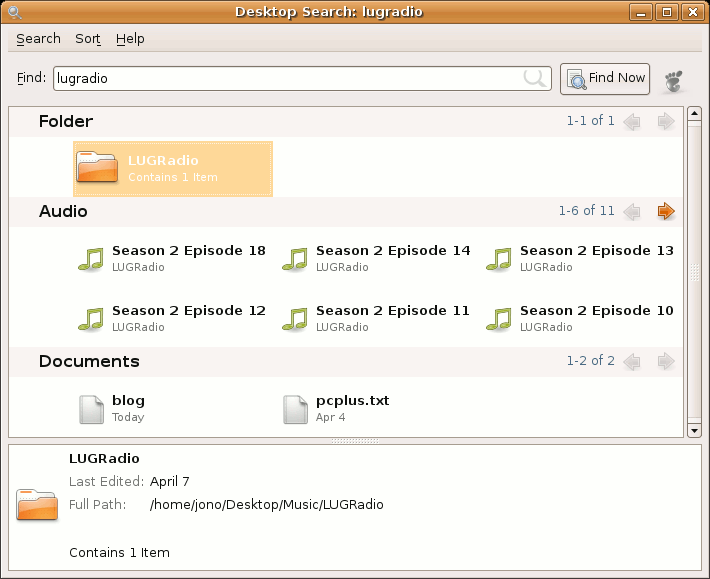 Desktop Search: lugradio
Search Sort Help
Find: lugradio Find Now
Folder 1-1 of 1
LUGRadio
Contains 1 Item
Audio 1-6 of 11
Season 2 Episode 18 Season 2 Episode 14 Season 2 Episode 13
LUGRadio LUGRadio LUGRadio
Season 2 Episode 12 Season 2 Episode 11 Season 2 Episode 10
LUGRadio LUGRadio LUGRadio
Documents 1-2 of 2
blog pcplus.txt
Today Apr 4
LUGRadio
Last Edited: April 7
Full Path: /home/jono/Desktop/Music/LUGRadio
Contains 1 Item